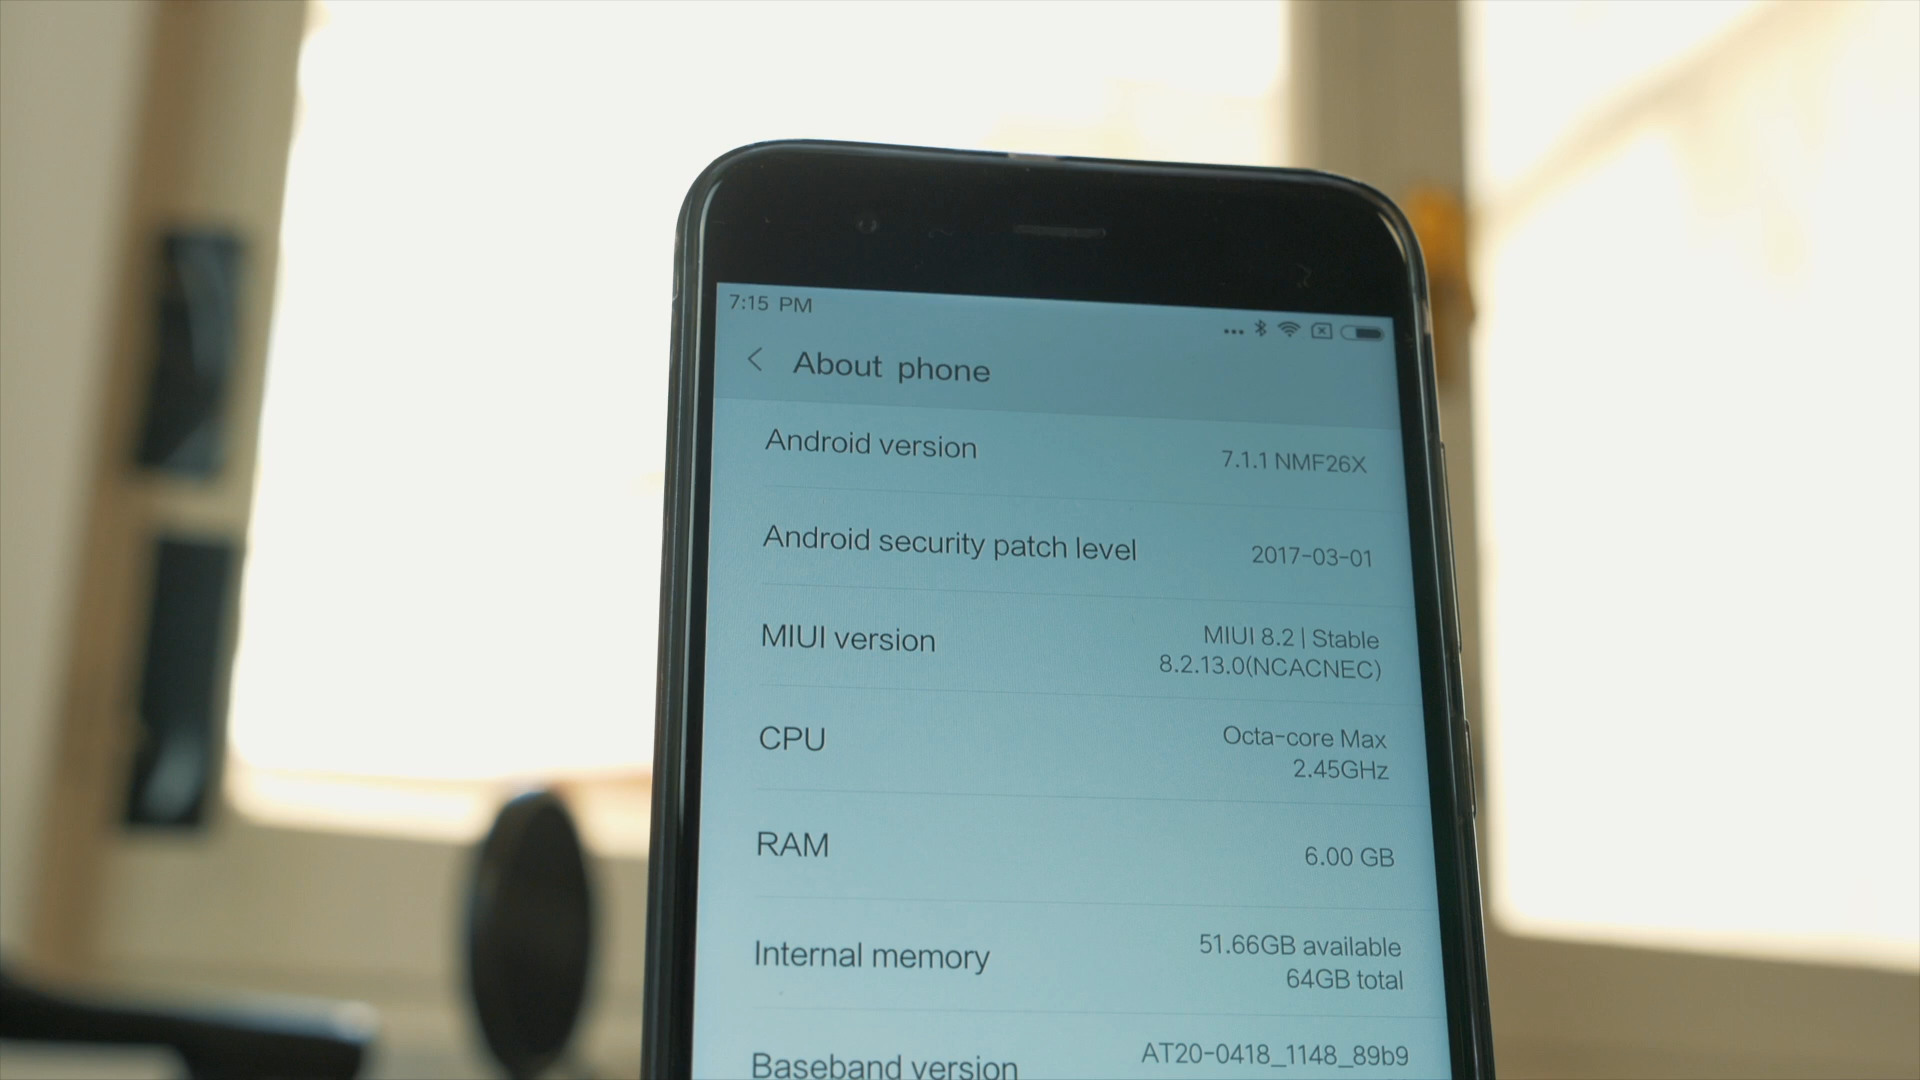 7:15 PM
About phone
Android version
7.1.1 NMF26X
Android security patch level
2017-03-01
MIUI version
MIUI 8.2 | Stable
8.2.13.0(NCACNEC)
CPU
Octa-core Max
2.45GHz
RAM
6.00 GB
Internal memory
51.66GB available
64GB total
Baseband version
AT20-0418_1148_89b9